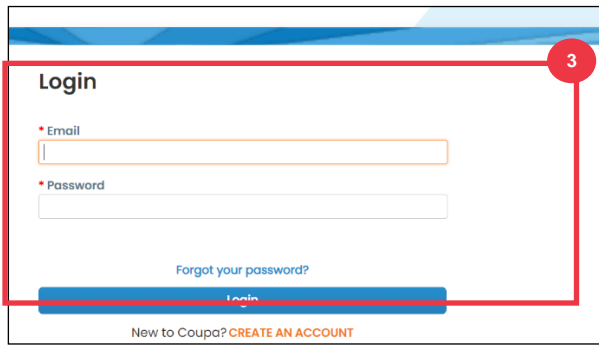 3
Login
* Email
* Password
Forgot your password?
Login
New to Coupa? CREATE AN ACCOUNT